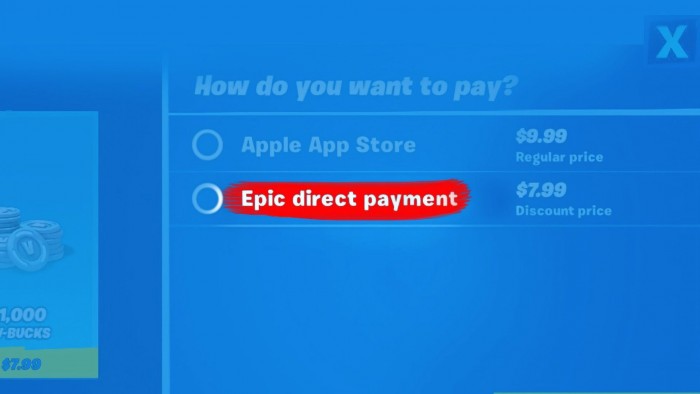 X
How do you want to pay?
Apple App Store
$9.99
Regular price
Epic direct payment
$7.99
Discount price
V
1,000
V-BUCKS
$7.99